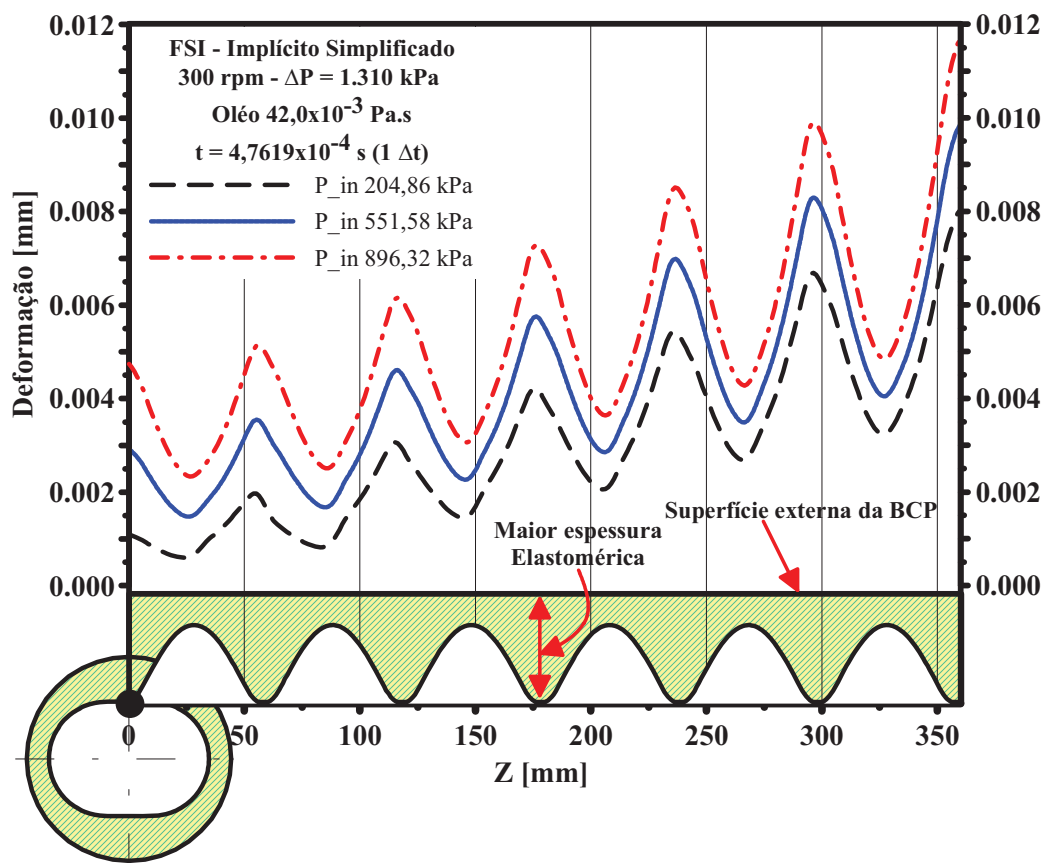 FSI - Implícito Simplificado
300 rpm - ΔP = 1.310 kPa
Oléo 42,0x10⁻³ Pa.s
t = 4,7619x10⁻⁴ s (1 Δt)
P_in 204,86 kPa
P_in 551,58 kPa
P_in 896,32 kPa
Deformação [mm]
0.012
0.010
0.008
0.006
0.004
0.002
0.000
0.012
0.010
0.008
0.006
0.004
0.002
0.000
Superfície externa da BCP
Maior espessura
Elastomérica
0 50 100 150 200 250 300 350
Z [mm]